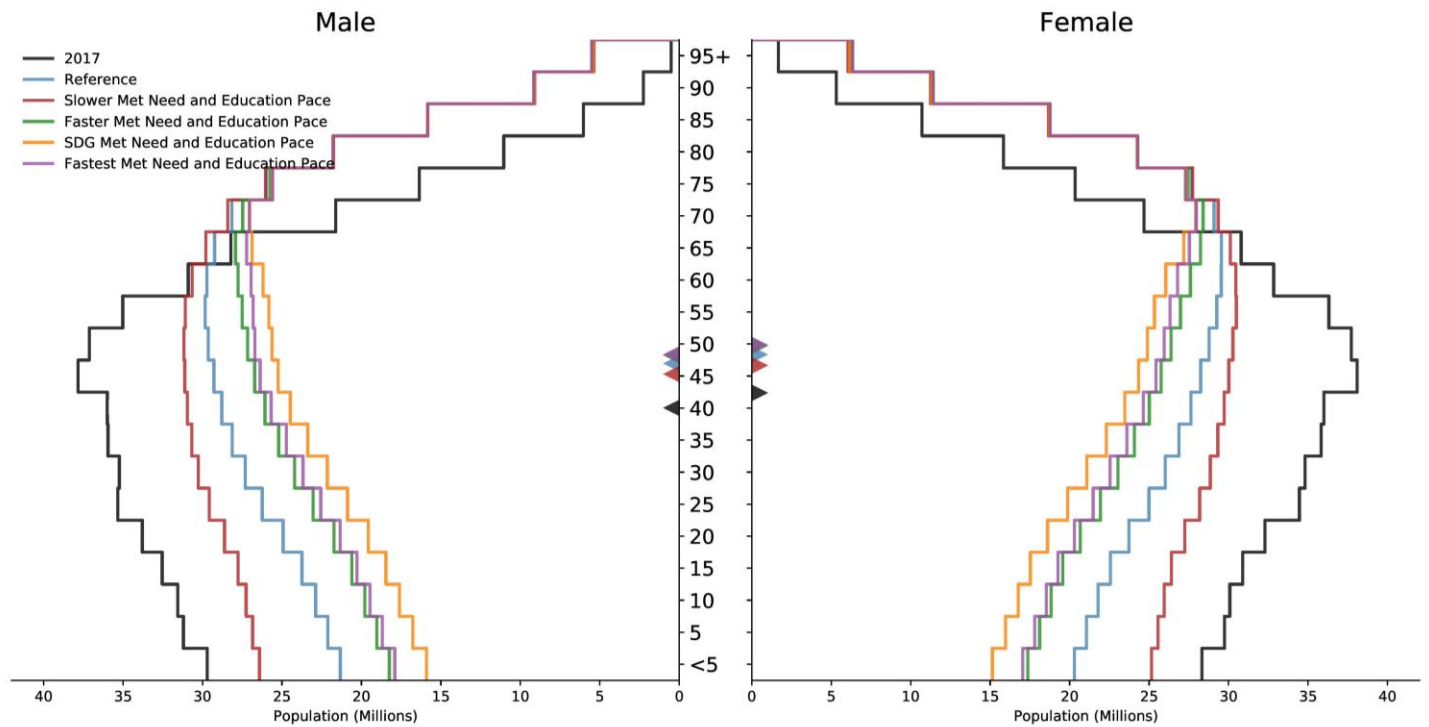 Male
Female
2017
Reference
Slower Met Need and Education Pace
Faster Met Need and Education Pace
SDG Met Need and Education Pace
Fastest Met Need and Education Pace
95+
90
85
80
75
70
65
60
55
50
45
40
35
30
25
20
15
10
5
<5
40 35 30 25 20 15 10 5 0
0 5 10 15 20 25 30 35 40
Population (Millions)
Population (Millions)